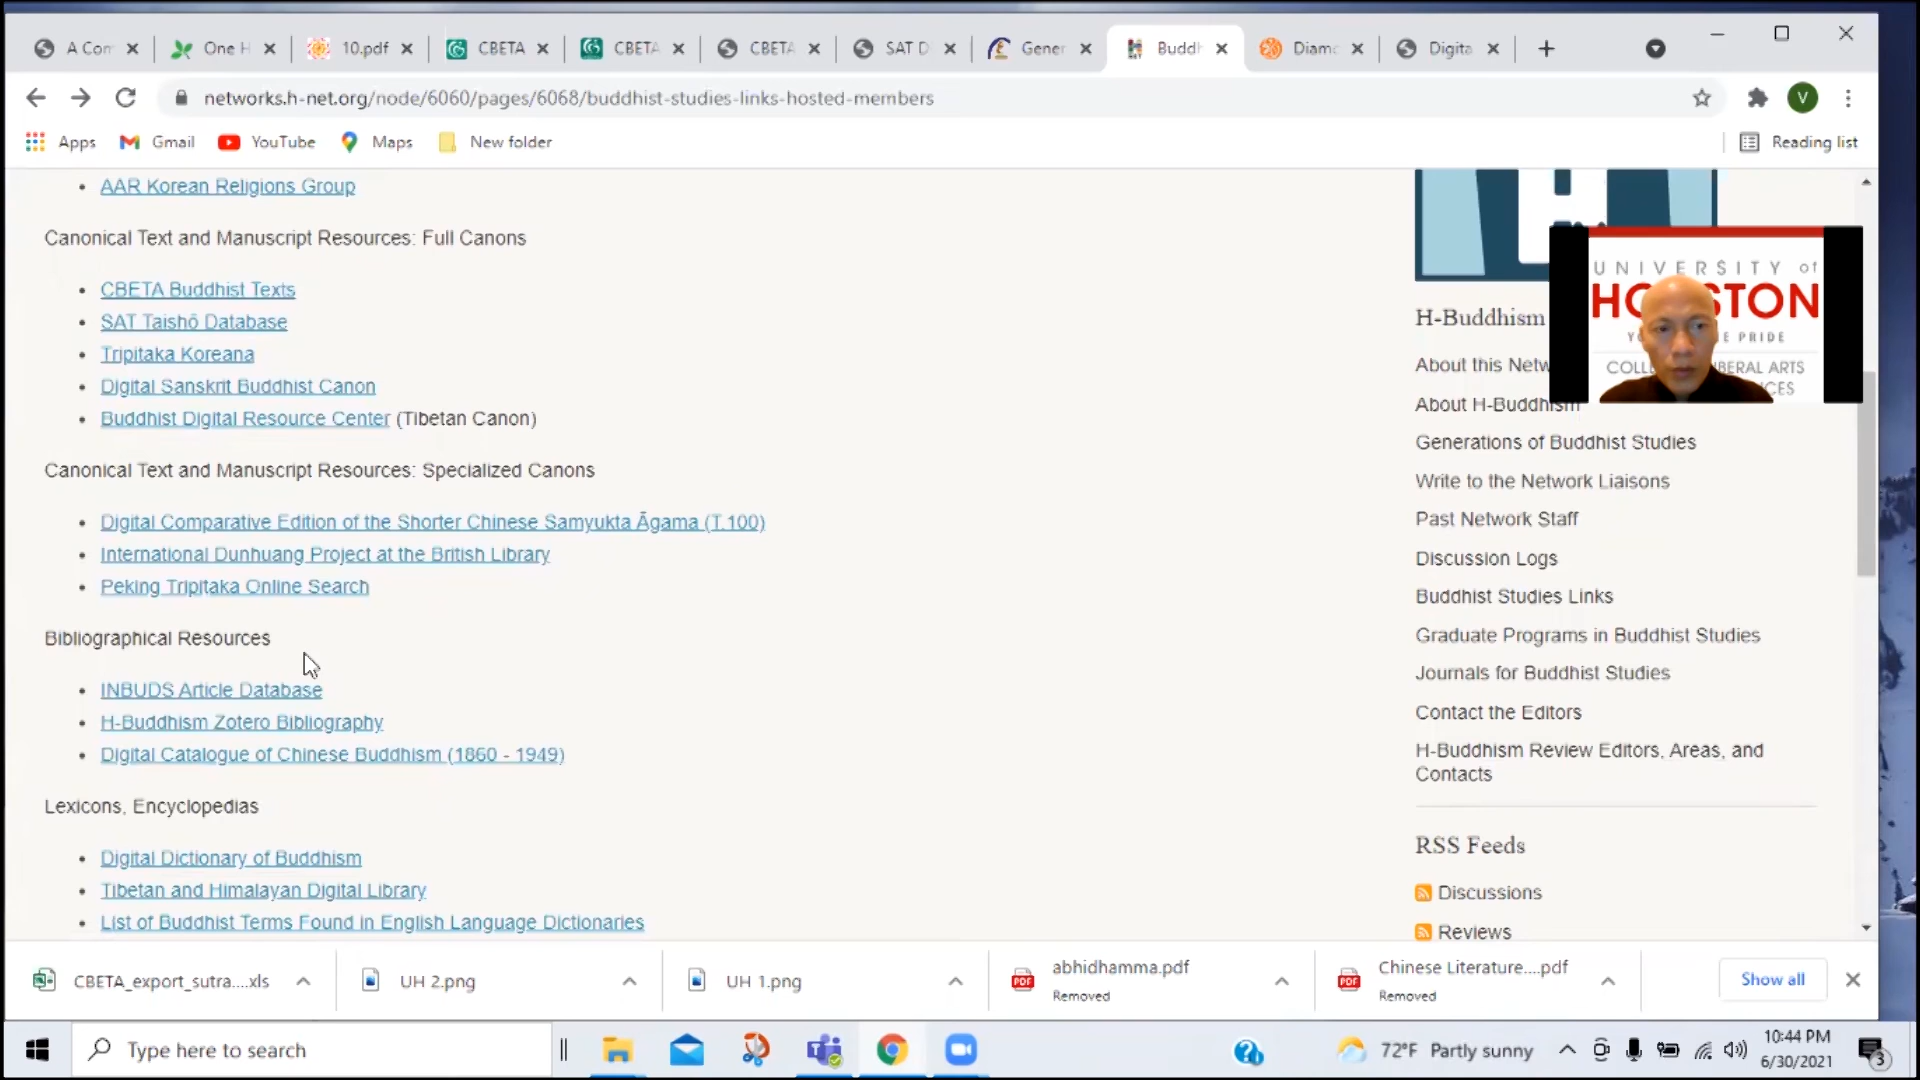 A Com
One H
10.pdf
CBETA
CBETA
CBETA
SAT D
Gener
Buddh
Diamo
Digita
networks.h-net.org/node/6060/pages/6068/buddhist-studies-links-hosted-members
Apps
Gmail
YouTube
Maps
New folder
Reading list
AAR Korean Religions Group
Canonical Text and Manuscript Resources: Full Canons
CBETA Buddhist Texts
SAT Taishō Database
Tripitaka Koreana
Digital Sanskrit Buddhist Canon
Buddhist Digital Resource Center (Tibetan Canon)
Canonical Text and Manuscript Resources: Specialized Canons
Digital Comparative Edition of the Shorter Chinese Samyukta Āgama (T.100)
International Dunhuang Project at the British Library
Peking Tripitaka Online Search
Bibliographical Resources
INBUDS Article Database
H-Buddhism Zotero Bibliography
Digital Catalogue of Chinese Buddhism (1860 - 1949)
Lexicons, Encyclopedias
Digital Dictionary of Buddhism
Tibetan and Himalayan Digital Library
List of Buddhist Terms Found in English Language Dictionaries
UNIVERSITY of
HOUSTON
PRIDE
H-Buddhism
About this Netw
About H-Buddhism
Generations of Buddhist Studies
Write to the Network Liaisons
Past Network Staff
Discussion Logs
Buddhist Studies Links
Graduate Programs in Buddhist Studies
Journals for Buddhist Studies
Contact the Editors
H-Buddhism Review Editors, Areas, and
Contacts
RSS Feeds
Discussions
Reviews
CBETA_export_sutra....xls
UH 2.png
UH 1.png
abhidhamma.pdf
Removed
Chinese Literature....pdf
Removed
Show all
Type here to search
72°F Partly sunny
10:44 PM
6/30/2021
3